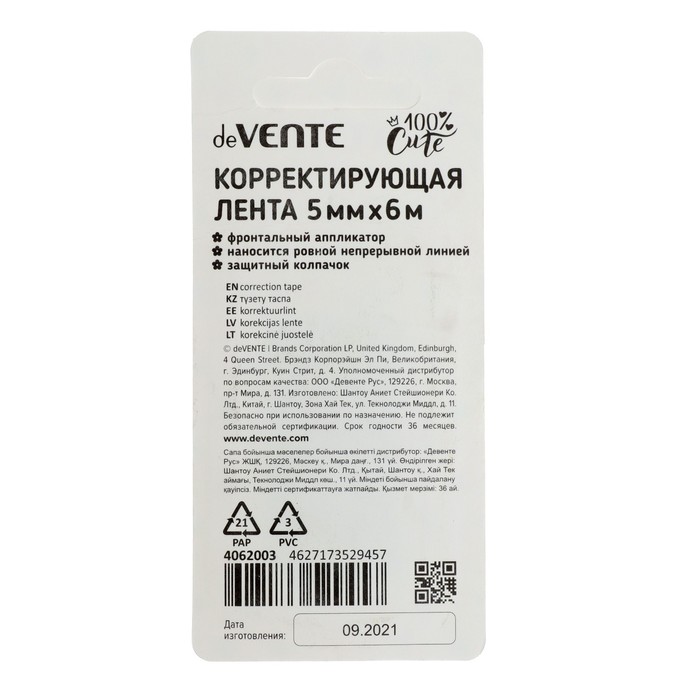 deVENTE
100% Cute
КОРРЕКТИРУЮЩАЯ
ЛЕНТА 5ммx6м
фронтальный аппликатор
наносится ровной непрерывной линией
защитный колпачок
EN correction tape
KZ түзету таспа
EE korrektuurlint
LV korekcijas lente
LT korekcinė juostelė
© deVENTE | Brands Corporation LP, United Kingdom, Edinburgh,
4 Queen Street. Брэндз Корпорэйшн Эл Пи, Великобритания,
г. Эдинбург, Куин Стрит, д. 4. Уполномоченный дистрибутор
по вопросам качества: ООО «Девенте Рус», 129226, г. Москва,
пр-т Мира, д. 131. Изготовлено: Шантоу Аниет Стейшионери Ко.
Лтд., Китай, г. Шантоу, Зона Хай Тек, ул. Текнолоджи Миддл, д. 11.
Безопасно при использовании по назначению. Не подлежит
обязательной сертификации. Срок годности 36 месяцев.
www.devente.com
Сапа бойынша мәселелер бойынша өкілетті дистрибутор: «Девенте
Рус» ЖШҚ, 129226, Мәскеу қ., Мира даңғ., 131 үй. Өндірілген жері:
Шантоу Аниет Стейшионери Ко. Лтд., Қытай, Шантоу қ., Хай Тек
аймағы, Текнолоджи Миддл көш., 11 үй. Міндеті бойынша пайдалану
қауіпсіз. Міндетті сертификаттауға жатпайды. Қызмет мерзімі: 36 ай.
21 3
PAP PVC
4062003 4627173529457
Дата
изготовления: 09.2021